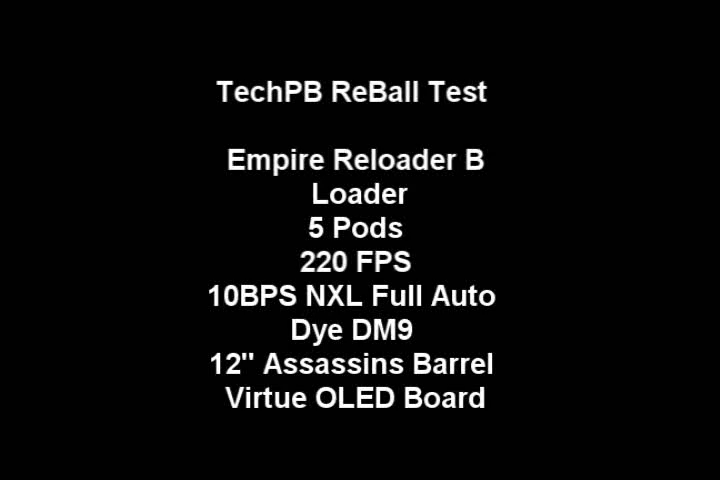 TechPB ReBall Test
Empire Reloader B
Loader
5 Pods
220 FPS
10BPS NXL Full Auto
Dye DM9
12" Assassins Barrel
Virtue OLED Board